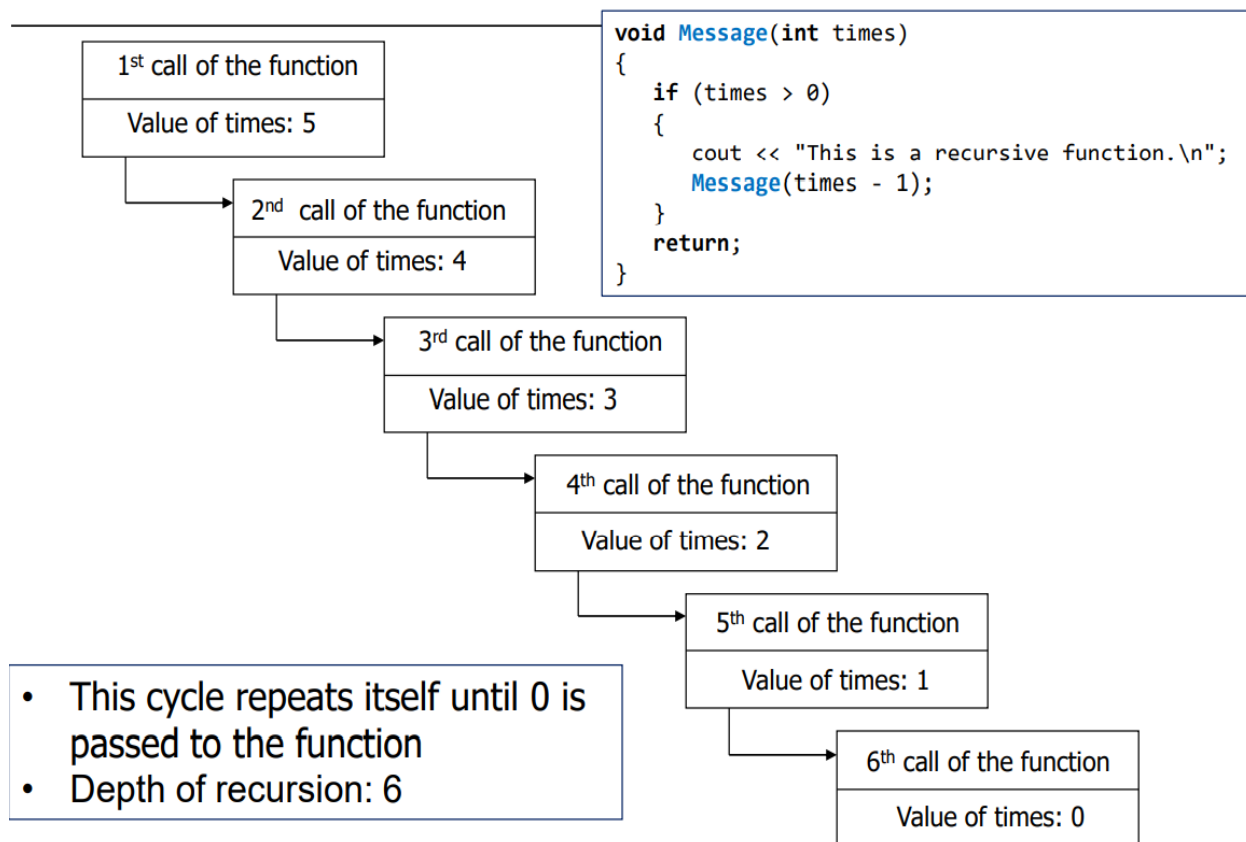 void Message(int times)
{
if (times > 0)
{
cout << "This is a recursive function.\n";
Message(times - 1);
}
return;
}
1st call of the function
Value of times: 5
2nd call of the function
Value of times: 4
3rd call of the function
Value of times: 3
4th call of the function
Value of times: 2
5th call of the function
Value of times: 1
6th call of the function
Value of times: 0
• This cycle repeats itself until 0 is
passed to the function
• Depth of recursion: 6